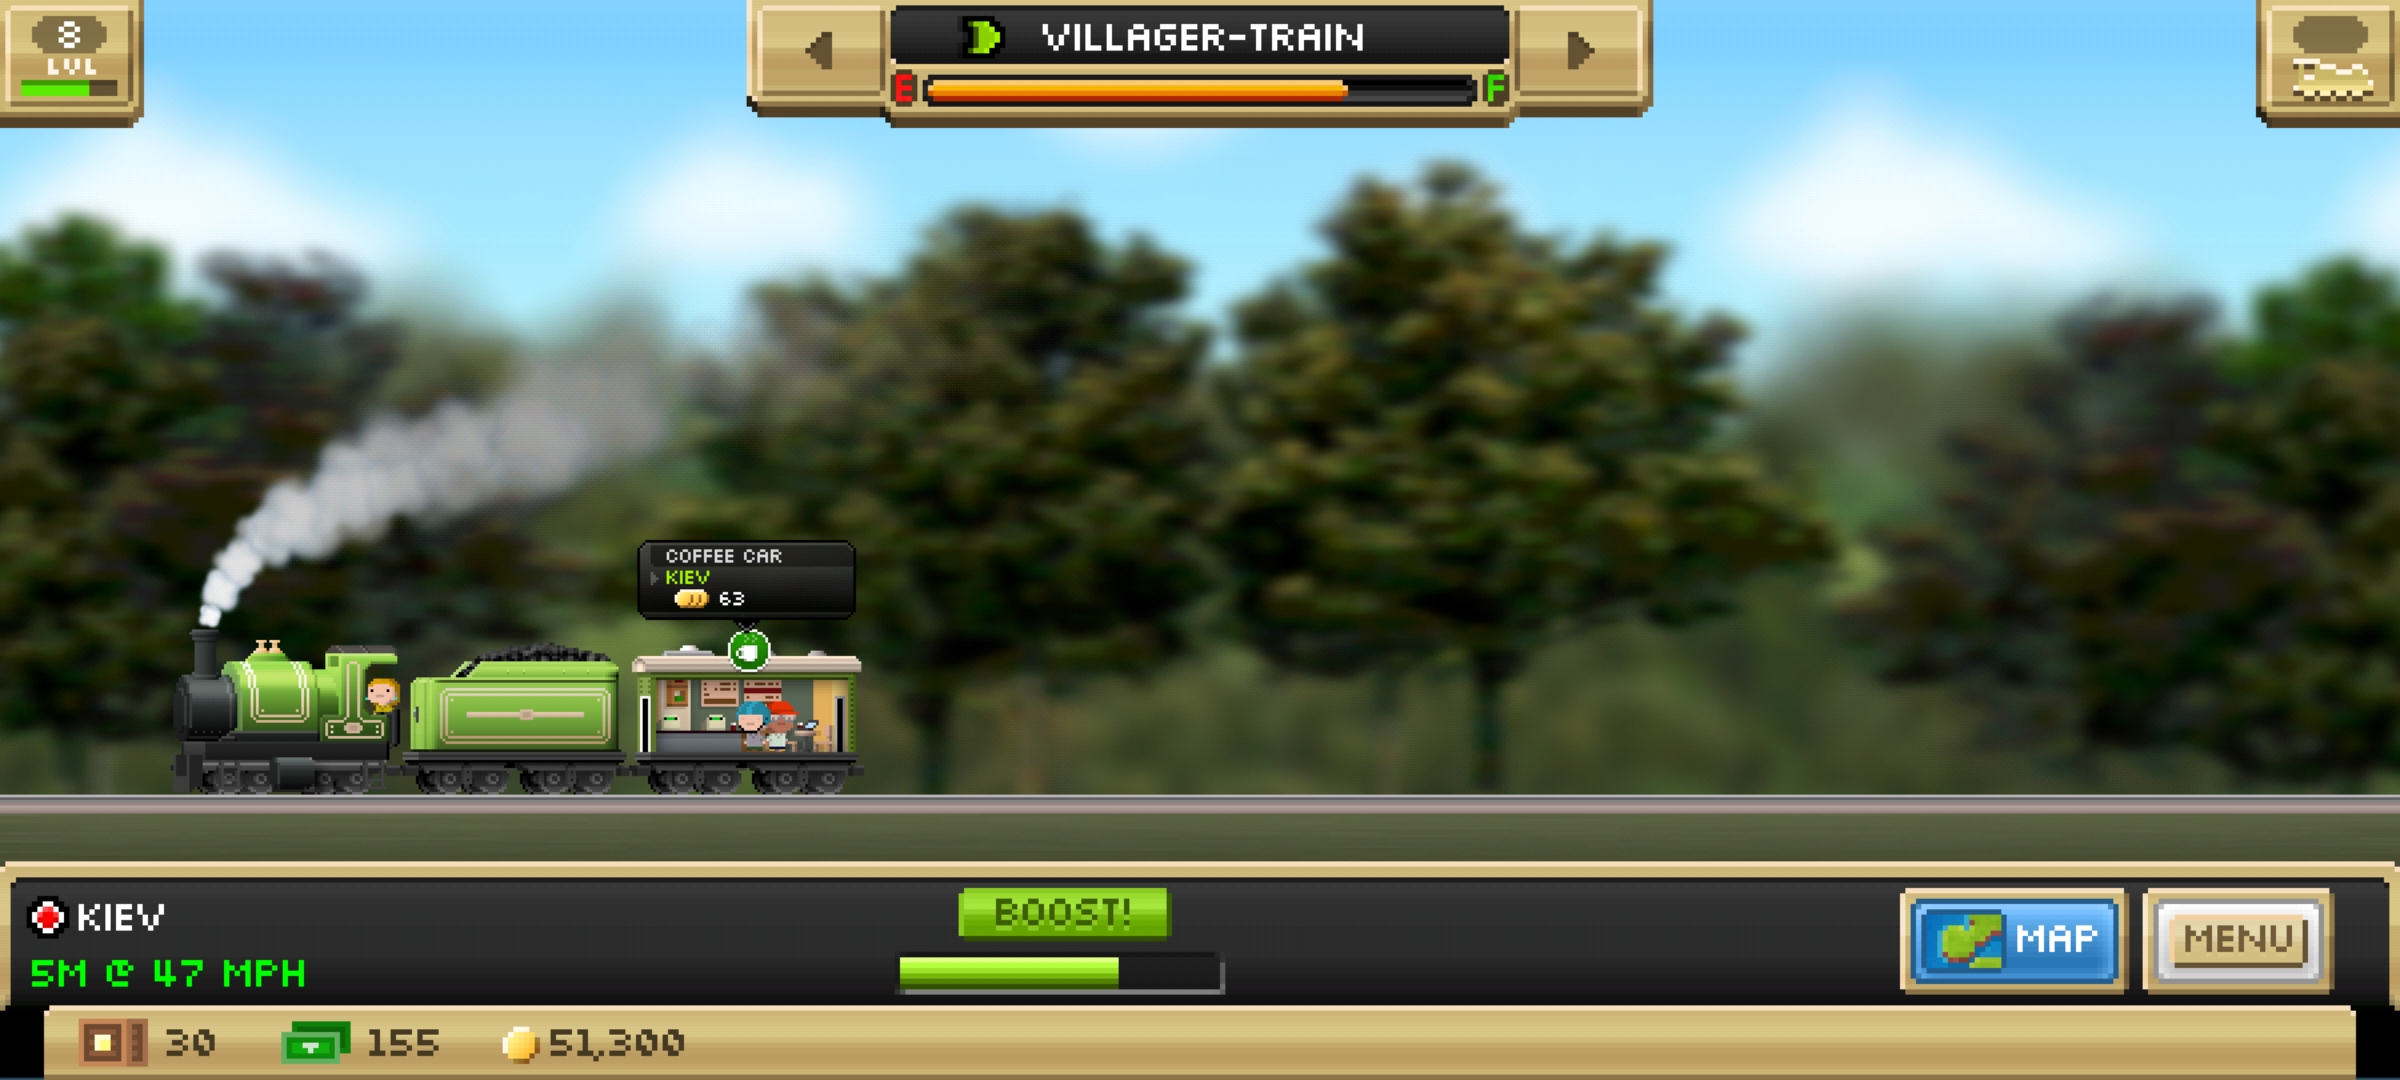 8
LVL
VILLAGER-TRAIN
E F
COFFEE CAR
KIEV
63
KIEV
5M @ 47 MPH
BOOST!
MAP
MENU
30 155 51,300